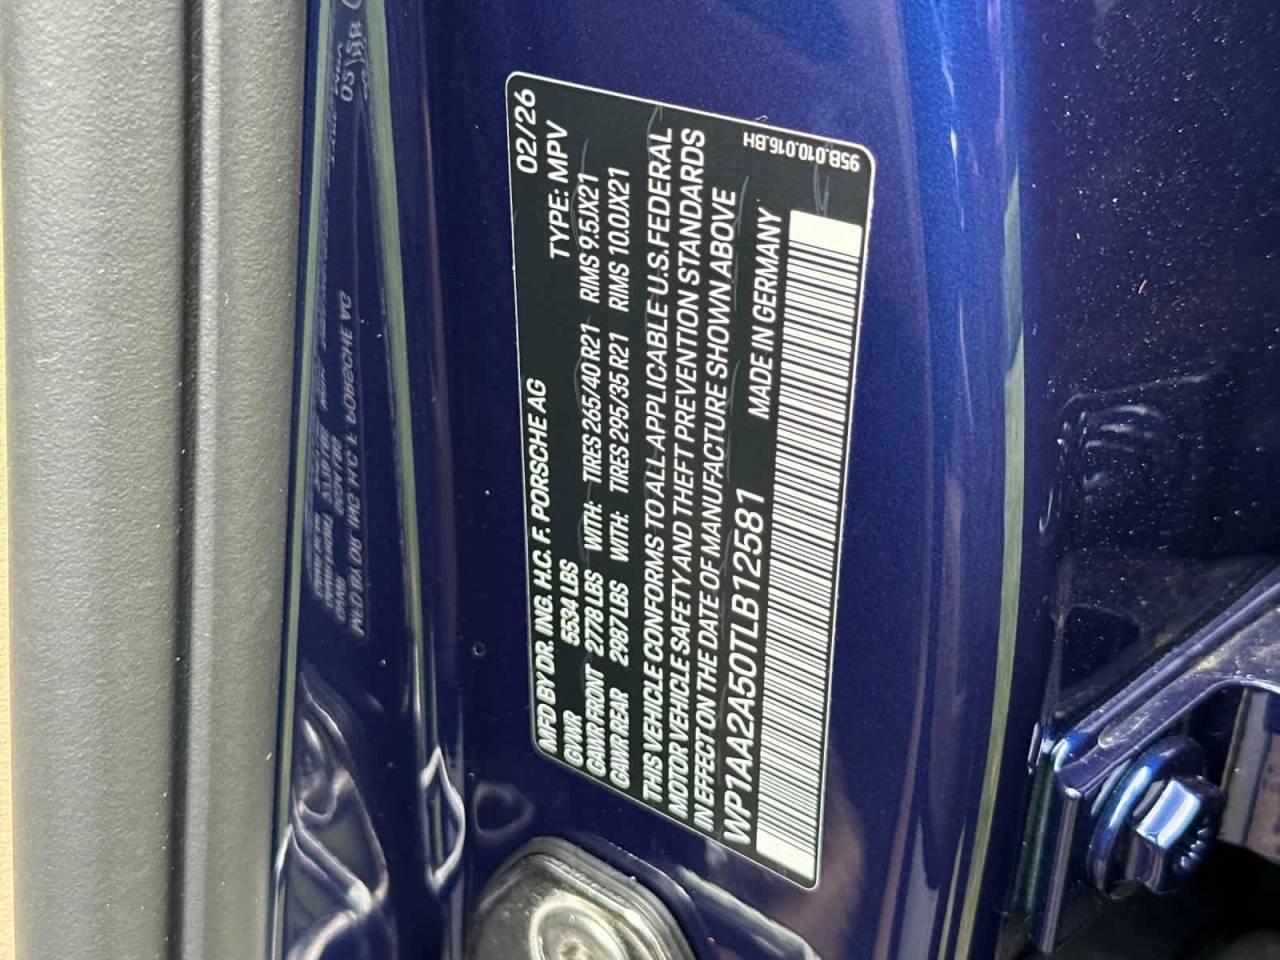 02/26
MFD BY DR. ING. H.C. F. PORSCHE AG TYPE: MPV
GVWR 5534 LBS
GAWR FRONT 2778 LBS WITH: TIRES 265/40 R21 RIMS 9.5JX21
GAWR REAR 2987 LBS WITH: TIRES 295/35 R21 RIMS 10.0JX21
THIS VEHICLE CONFORMS TO ALL APPLICABLE U.S. FEDERAL
MOTOR VEHICLE SAFETY AND THEFT PREVENTION STANDARDS
IN EFFECT ON THE DATE OF MANUFACTURE SHOWN ABOVE
WP1AA2A50TLB12581 MADE IN GERMANY
95B.010.016.BH